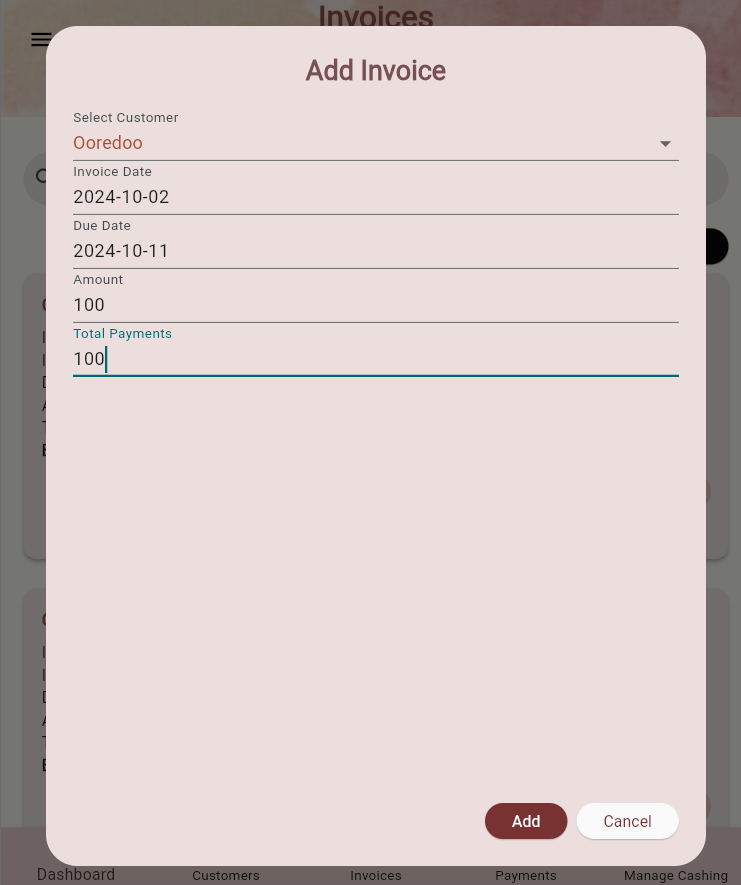 Invoices
Add Invoice
Select Customer
Ooredoo
Invoice Date
2024-10-02
Due Date
2024-10-11
Amount
100
Total Payments
100
Add
Cancel
Dashboard
Customers
Invoices
Payments
Manage Cashing